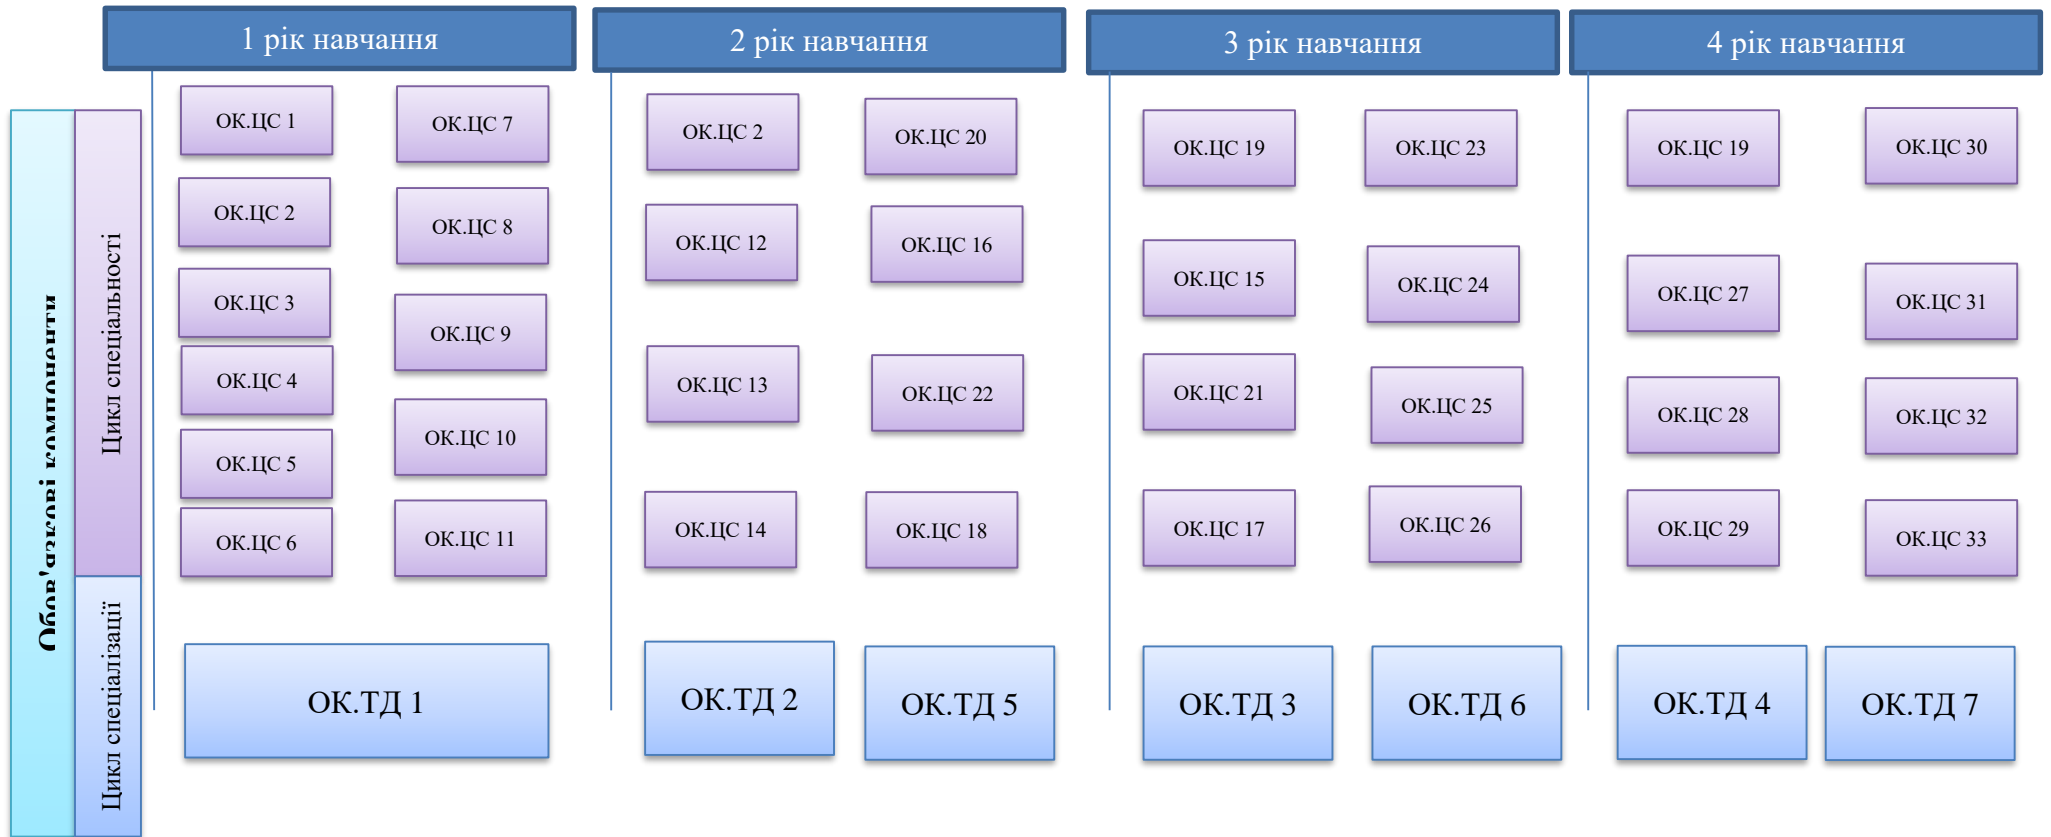 1 рік навчання
2 рік навчання
3 рік навчання
4 рік навчання
Обов'язкові компоненти
Цикл спеціальності
Цикл спеціалізації
ОК.ЦС 1
ОК.ЦС 2
ОК.ЦС 3
ОК.ЦС 4
ОК.ЦС 5
ОК.ЦС 6
ОК.ЦС 7
ОК.ЦС 8
ОК.ЦС 9
ОК.ЦС 10
ОК.ЦС 11
ОК.ЦС 2
ОК.ЦС 12
ОК.ЦС 13
ОК.ЦС 14
ОК.ЦС 20
ОК.ЦС 16
ОК.ЦС 22
ОК.ЦС 18
ОК.ЦС 19
ОК.ЦС 15
ОК.ЦС 21
ОК.ЦС 17
ОК.ЦС 23
ОК.ЦС 24
ОК.ЦС 25
ОК.ЦС 26
ОК.ЦС 19
ОК.ЦС 27
ОК.ЦС 28
ОК.ЦС 29
ОК.ЦС 30
ОК.ЦС 31
ОК.ЦС 32
ОК.ЦС 33
ОК.ТД 1
ОК.ТД 2
ОК.ТД 5
ОК.ТД 3
ОК.ТД 6
ОК.ТД 4
ОК.ТД 7